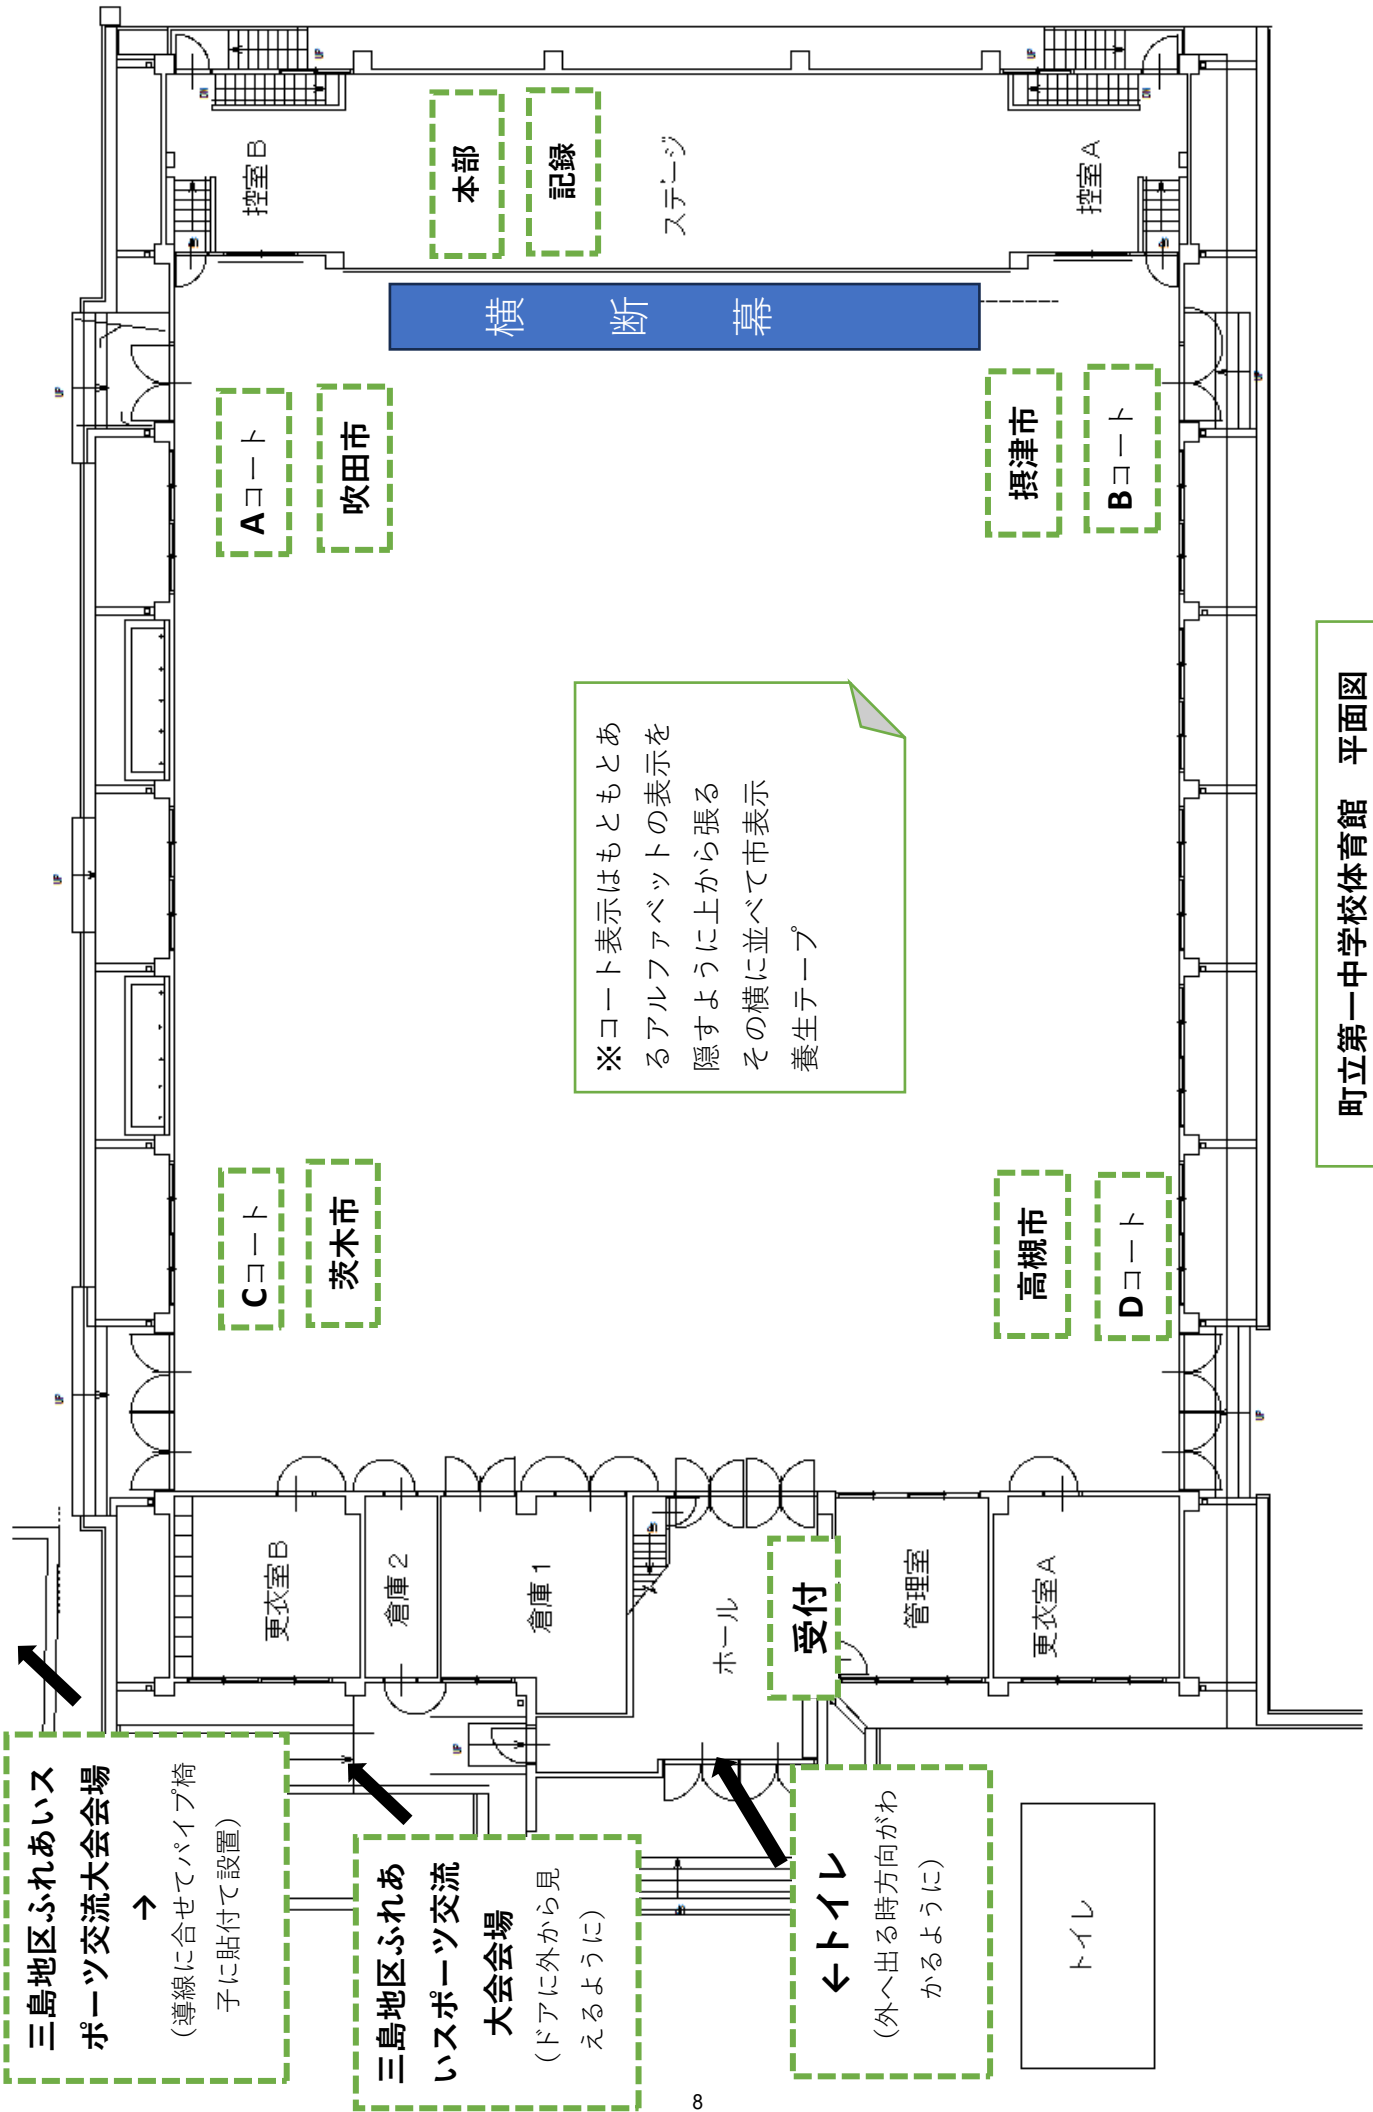 三島地区ふれあいス
ポーツ交流大会会場
→
(導線に合せてパイプ椅
子に貼付て設置)
三島地区ふれあ
いスポーツ交流
大会会場
(ドアに外から見
えるように)
←トイレ
(外へ出る時方向がわ
かるように)
トイレ
更衣室B
倉庫2
倉庫1
ホール
受付
管理室
更衣室A
Cコート
茨木市
高槻市
Dコート
※コート表示はもともとあ
るアルファベットの表示を
隠すように上から張る
その横に並べて市表示
養生テープ
Aコート
吹田市
摂津市
Bコート
横断幕
控室B
本部
記録
ステージ
控室A
UP
UP
UP
UP
UP
UP
UP
UP
DN
DN
町立第一中学校体育館 平面図
8